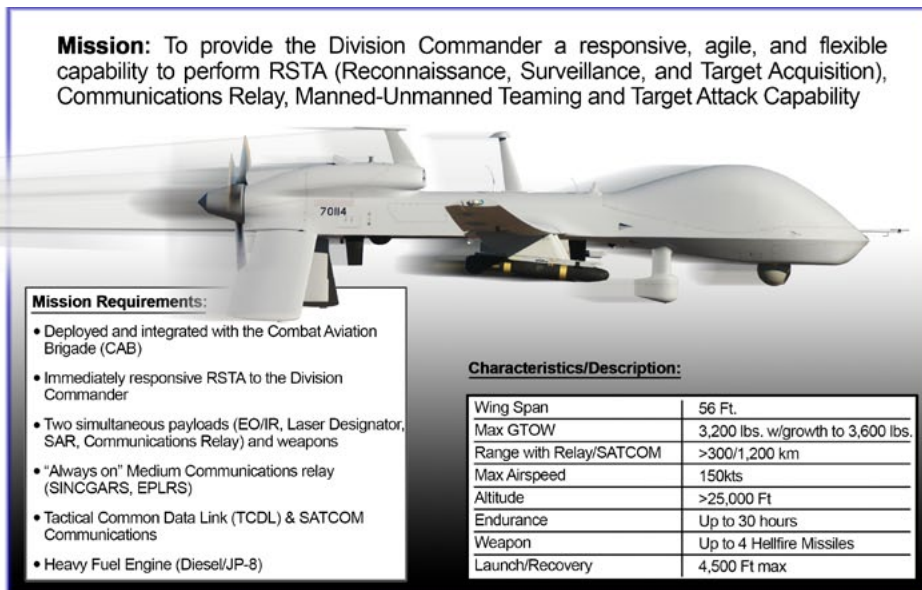 Mission: To provide the Division Commander a responsive, agile, and flexible
capability to perform RSTA (Reconnaissance, Surveillance, and Target Acquisition),
Communications Relay, Manned-Unmanned Teaming and Target Attack Capability
70114
Mission Requirements:
• Deployed and integrated with the Combat Aviation
Brigade (CAB)
• Immediately responsive RSTA to the Division
Commander
• Two simultaneous payloads (EO/IR, Laser Designator,
SAR, Communications Relay) and weapons
• “Always on” Medium Communications relay
(SINCGARS, EPLRS)
• Tactical Common Data Link (TCDL) & SATCOM
Communications
• Heavy Fuel Engine (Diesel/JP-8)
Characteristics/Description:
Wing Span 56 Ft.
Max GTOW 3,200 lbs. w/growth to 3,600 lbs.
Range with Relay/SATCOM >300/1,200 km
Max Airspeed 150kts
Altitude >25,000 Ft
Endurance Up to 30 hours
Weapon Up to 4 Hellfire Missiles
Launch/Recovery 4,500 Ft max